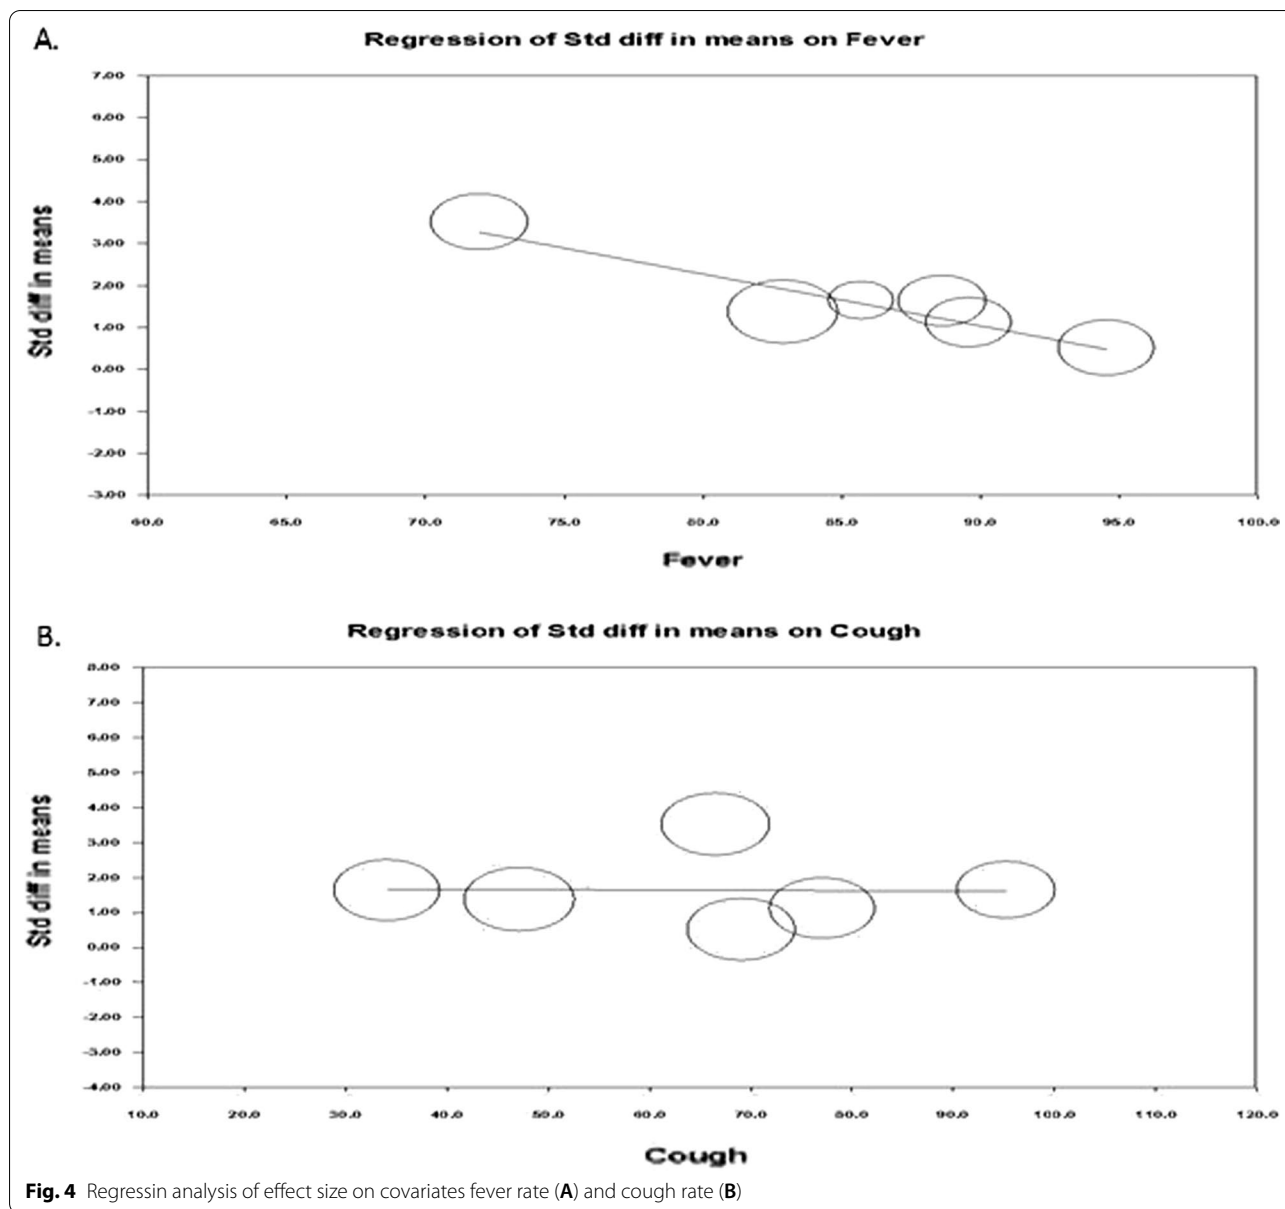 A.
Regression of Std diff in means on Fever
7.00
6.00
5.00
4.00
3.00
2.00
1.00
0.00
-1.00
-2.00
-3.00
Std diff in means
60.0 65.0 70.0 75.0 80.0 85.0 90.0 95.0 100.0
Fever
B.
Regression of Std diff in means on Cough
8.00
7.00
6.00
5.00
4.00
3.00
2.00
1.00
0.00
-1.00
-2.00
-3.00
-4.00
Std diff in means
10.0 20.0 30.0 40.0 50.0 60.0 70.0 80.0 90.0 100.0 110.0 120.0
Cough
Fig. 4 Regressin analysis of effect size on covariates fever rate (A) and cough rate (B)